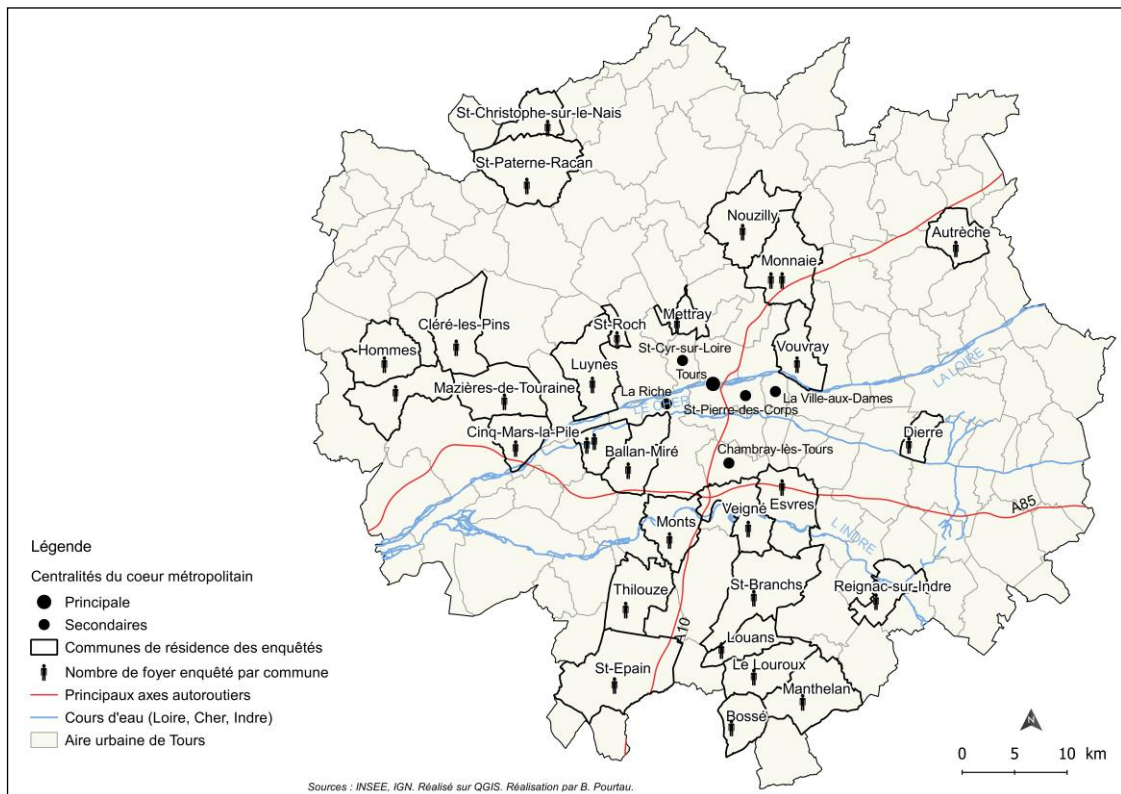 St-Christophe-sur-le-Nais
St-Paterne-Racan
Nouzilly
Autrèche
Monnaie
Mettray
St-Roch
Cléré-les-Pins
Hommes
St-Cyr-sur-Loire
Vouvray
Luynes
Tours
LA LOIRE
Mazières-de-Touraine
La Riche
LE CHER
La Ville-aux-Dames
St-Pierre-des-Corps
Cinq-Mars-la-Pile
Dierre
Ballan-Miré
Chambray-lès-Tours
Veigné
Esvres
A85
Monts
L'INDRE
Thilouze
St-Branchs
Reignac-sur-Indre
A10
Louans
St-Epain
Le Louroux
Manthelan
Bossé
Légende
Centralités du coeur métropolitain
Principale
Secondaires
Communes de résidence des enquêtés
Nombre de foyer enquêté par commune
Principaux axes autoroutiers
Cours d'eau (Loire, Cher, Indre)
Aire urbaine de Tours
N
0 5 10 km
Sources : INSEE, IGN. Réalisé sur QGIS. Réalisation par B. Pourtau.